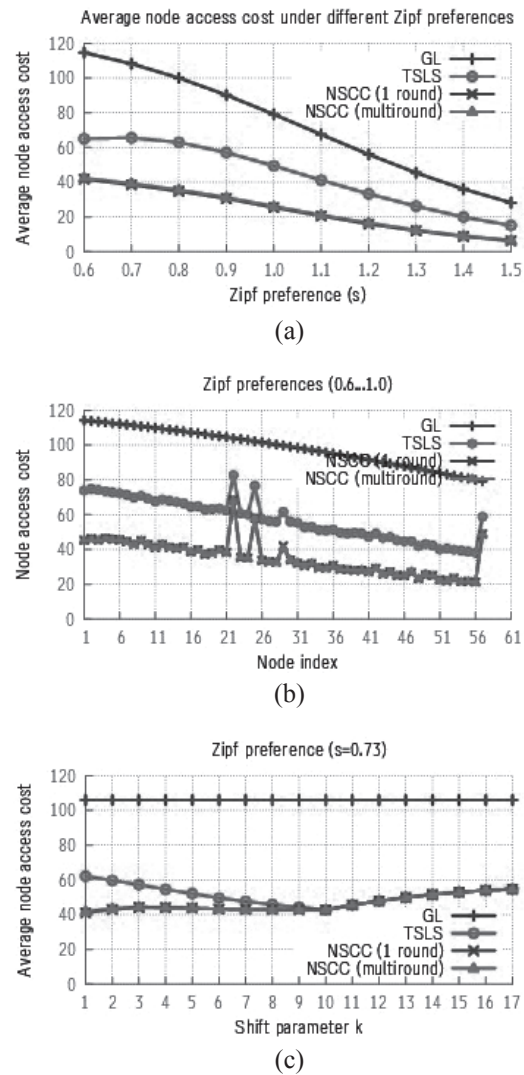 Average node access cost under different Zipf preferences
GL
TSLS
NSCC (1 round)
NSCC (multiround)
120
100
80
60
40
20
0
Average node access cost
0.6 0.7 0.8 0.9 1.0 1.1 1.2 1.3 1.4 1.5
Zipf preference (s)
(a)
Zipf preferences (0.6...1.0)
GL
TSLS
NSCC (1 round)
NSCC (multiround)
120
100
80
60
40
20
0
Node access cost
1 6 11 16 21 26 31 36 41 46 51 56 61
Node index
(b)
Zipf preference (s=0.73)
120
100
80
60
40
20
0
Average node access cost
GL
TSLS
NSCC (1 round)
NSCC (multiround)
1 2 3 4 5 6 7 8 9 10 11 12 13 14 15 16 17
Shift parameter k
(c)